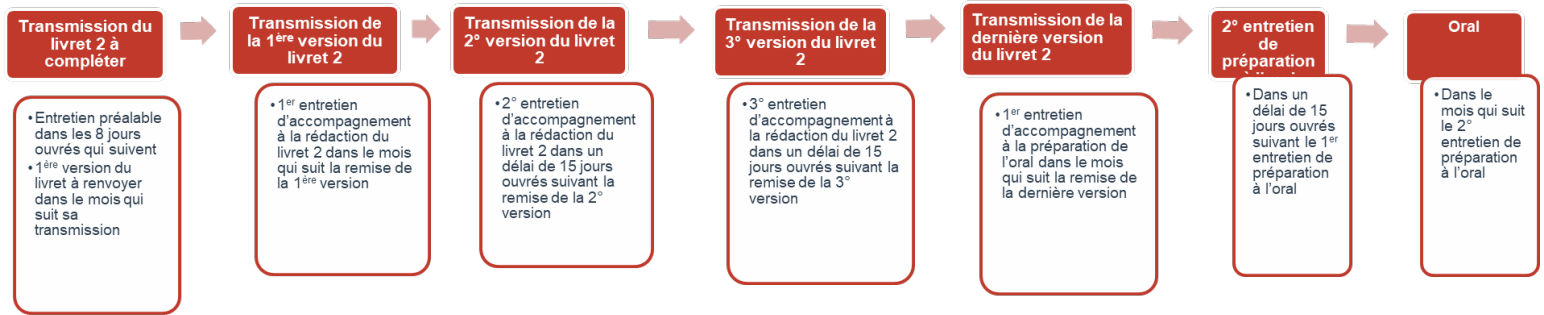 Transmission du
livret 2 à
compléter
• Entretien préalable
dans les 8 jours
ouvrés qui suivent
• 1ère version du
livret à renvoyer
dans le mois qui
suit sa
transmission
Transmission de
la 1ère version du
livret 2
• 1er entretien
d’accompagnement
à la rédaction du
livret 2 dans le mois
qui suit la remise de
la 1ère version
Transmission de la
2° version du livret
2
• 2° entretien
d’accompagnement
à la rédaction du
livret 2 dans un
délai de 15 jours
ouvrés suivant la
remise de la 2°
version
Transmission de la
3° version du livret
2
• 3° entretien
d’accompagnement à
la rédaction du livret 2
dans un délai de 15
jours ouvrés suivant la
remise de la 3°
version
Transmission de la
dernière version
du livret 2
• 1er entretien
d’accompagnement
à la préparation de
l’oral dans le mois
qui suit la remise de
la dernière version
2° entretien
de
préparation
• Dans un
délai de 15
jours ouvrés
suivant le 1er
entretien de
préparation
à l’oral
Oral
• Dans le
mois qui suit
le 2°
entretien de
préparation
à l’oral